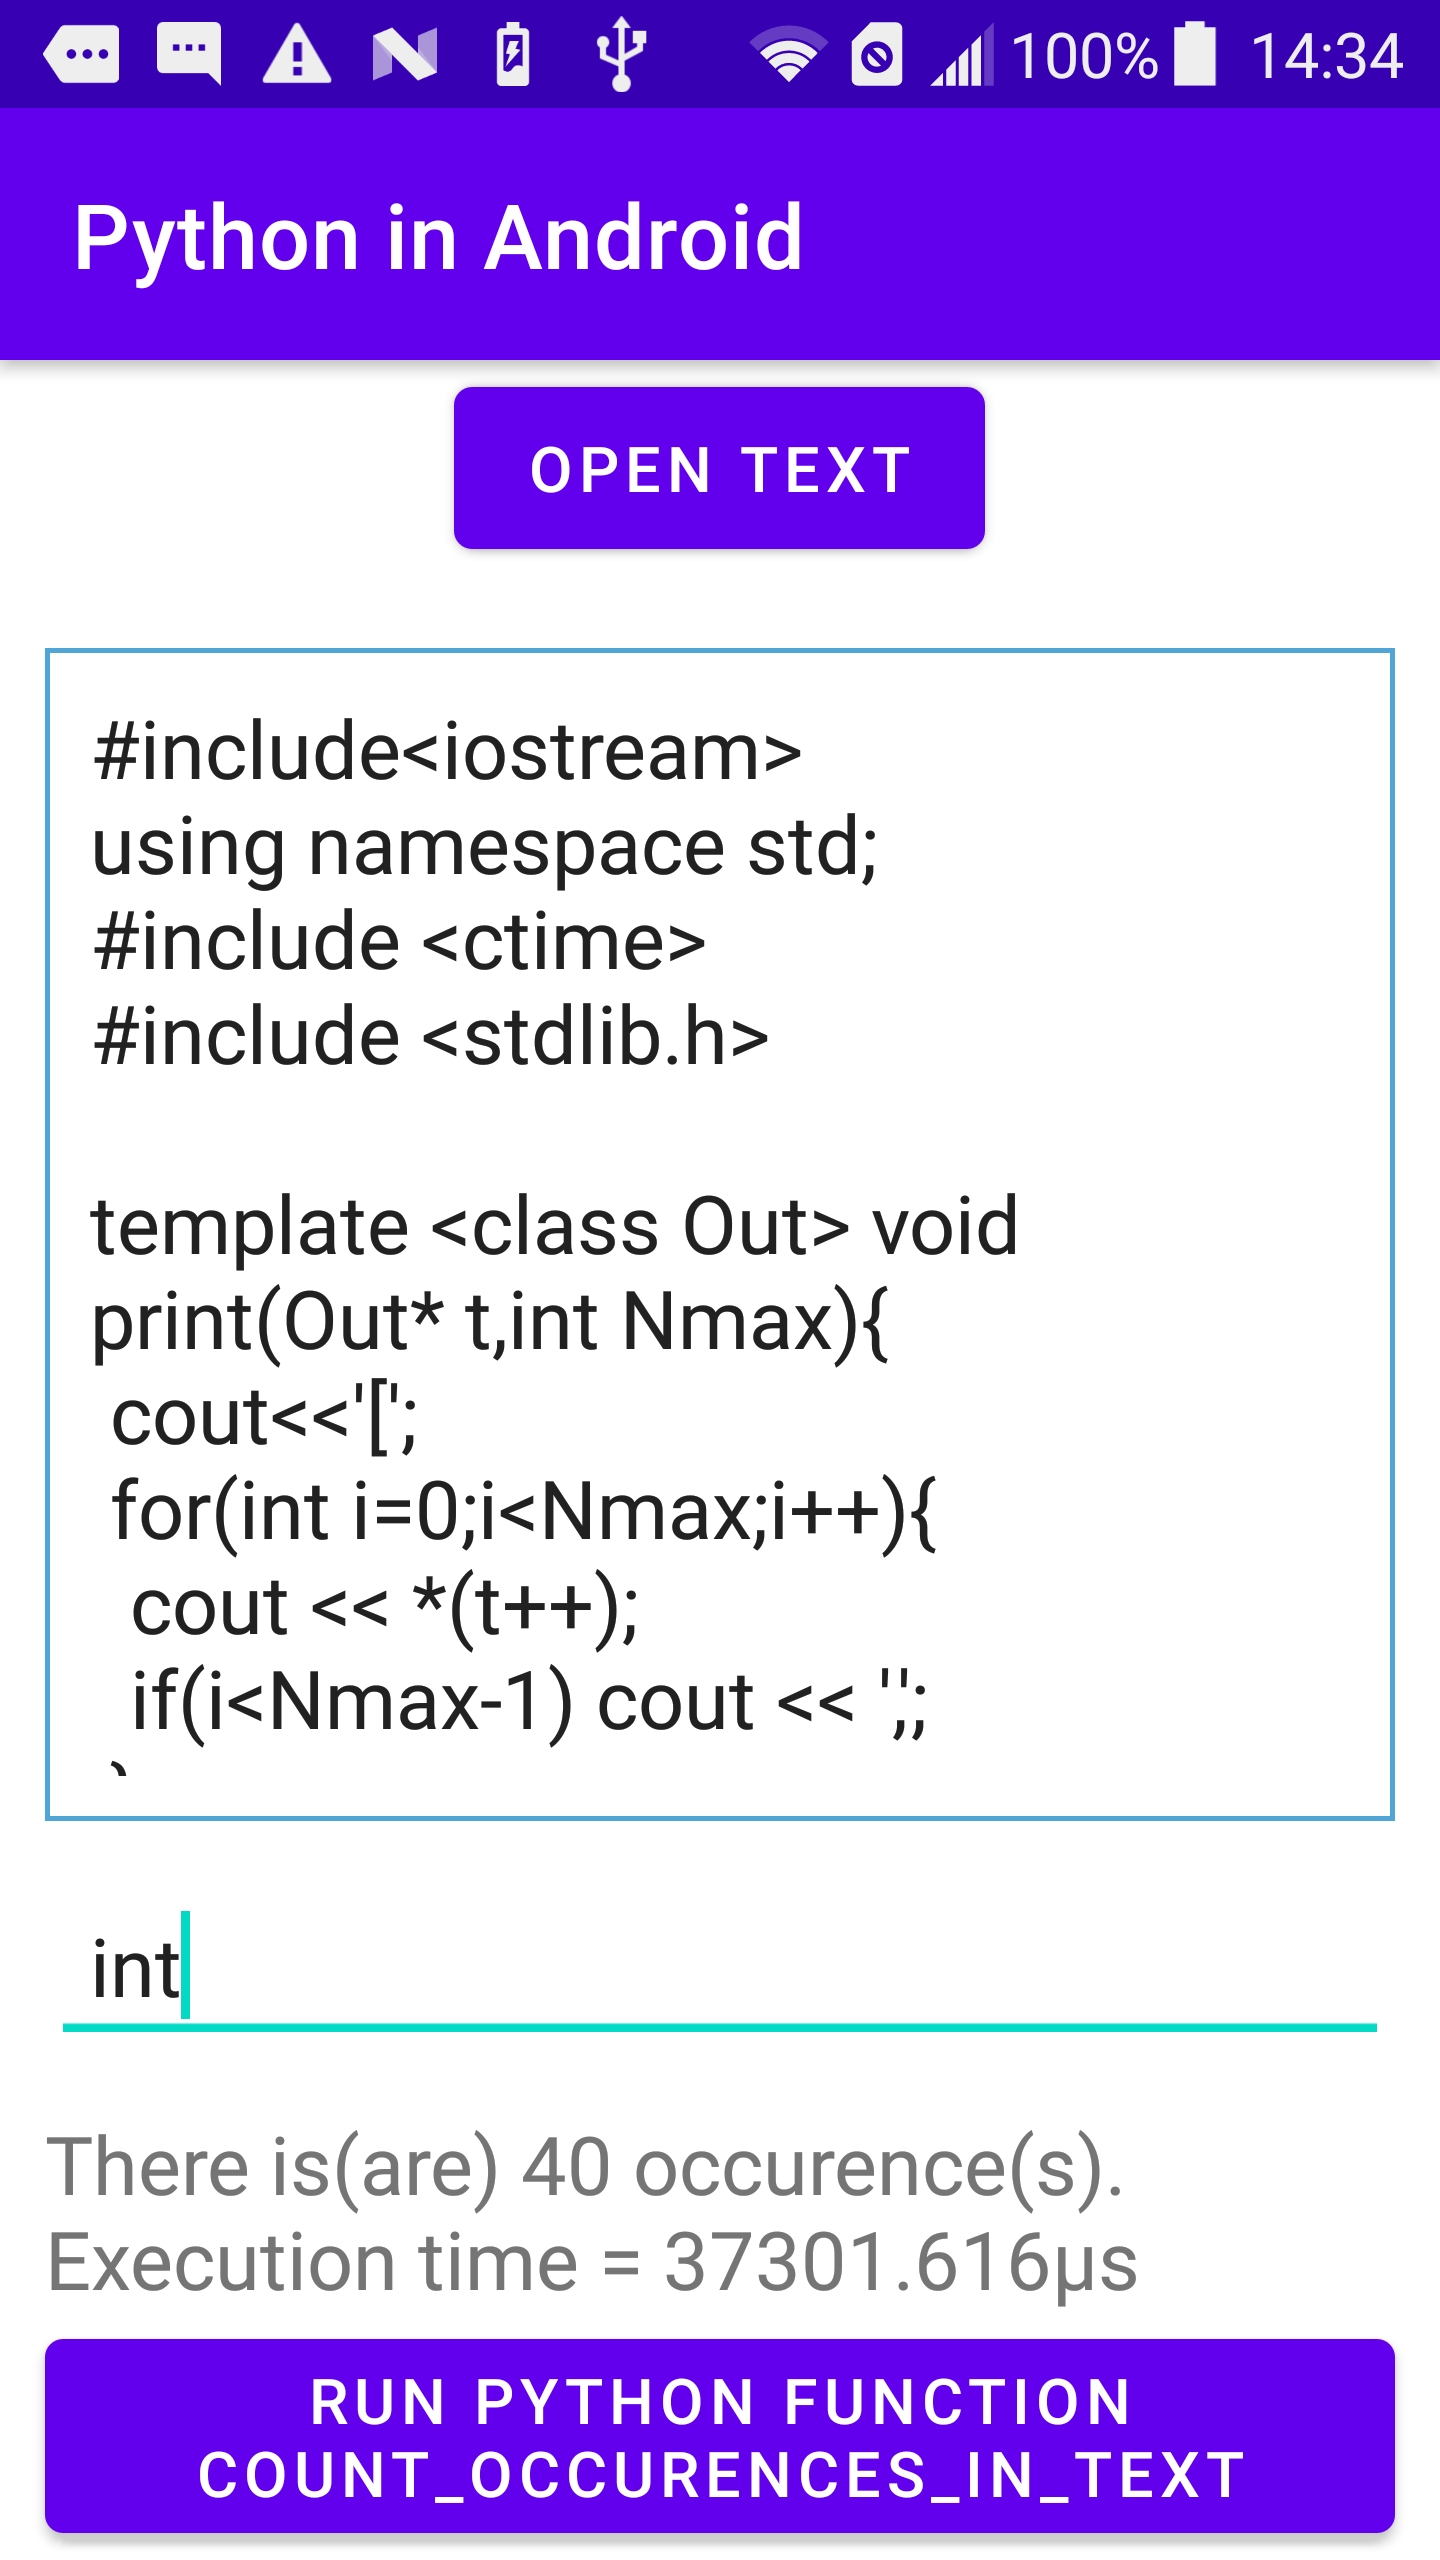 100% 14:34
Python in Android
OPEN TEXT
#include<iostream>
using namespace std;
#include <ctime>
#include <stdlib.h>
template <class Out> void
print(Out* t,int Nmax){
cout<<'[';
for(int i=0;i<Nmax;i++){
cout << *(t++);
if(i<Nmax-1) cout << ',';
int
There is(are) 40 occurence(s).
Execution time = 37301.616µs
RUN PYTHON FUNCTION
COUNT_OCCURENCES_IN_TEXT